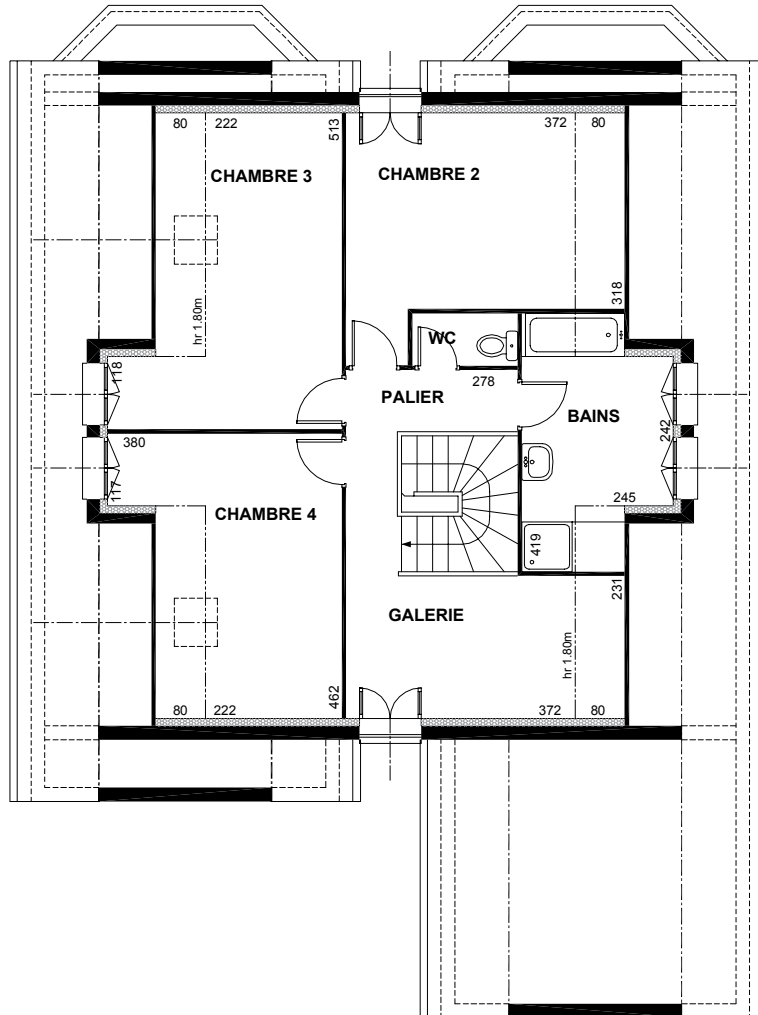 80 222
513
372 80
CHAMBRE 3
CHAMBRE 2
hr 1.80m
318
WC
118
278
PALIER
BAINS
242
380
117
245
CHAMBRE 4
419
231
GALERIE
hr 1.80m
462
80 222
372 80